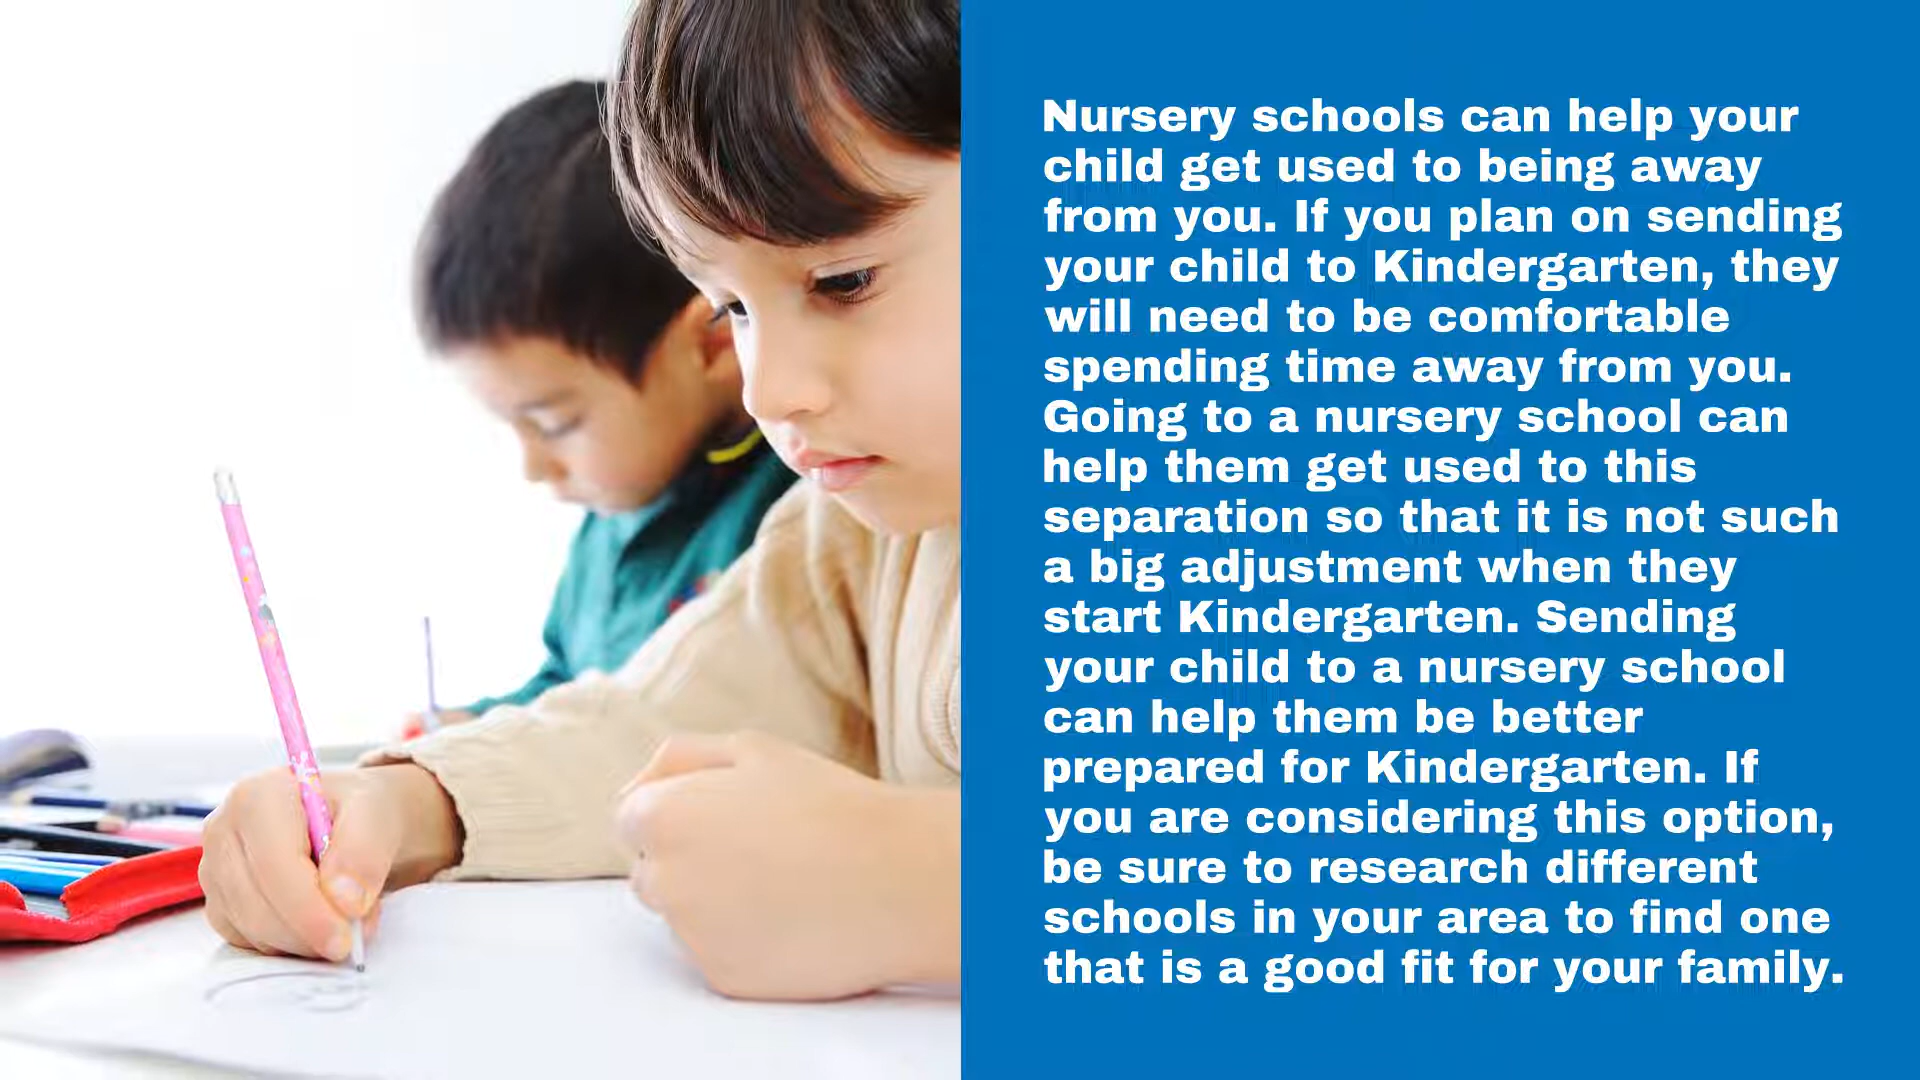 Nursery schools can help your
child get used to being away
from you. If you plan on sending
your child to Kindergarten, they
will need to be comfortable
spending time away from you.
Going to a nursery school can
help them get used to this
separation so that it is not such
a big adjustment when they
start Kindergarten. Sending
your child to a nursery school
can help them be better
prepared for Kindergarten. If
you are considering this option,
be sure to research different
schools in your area to find one
that is a good fit for your family.